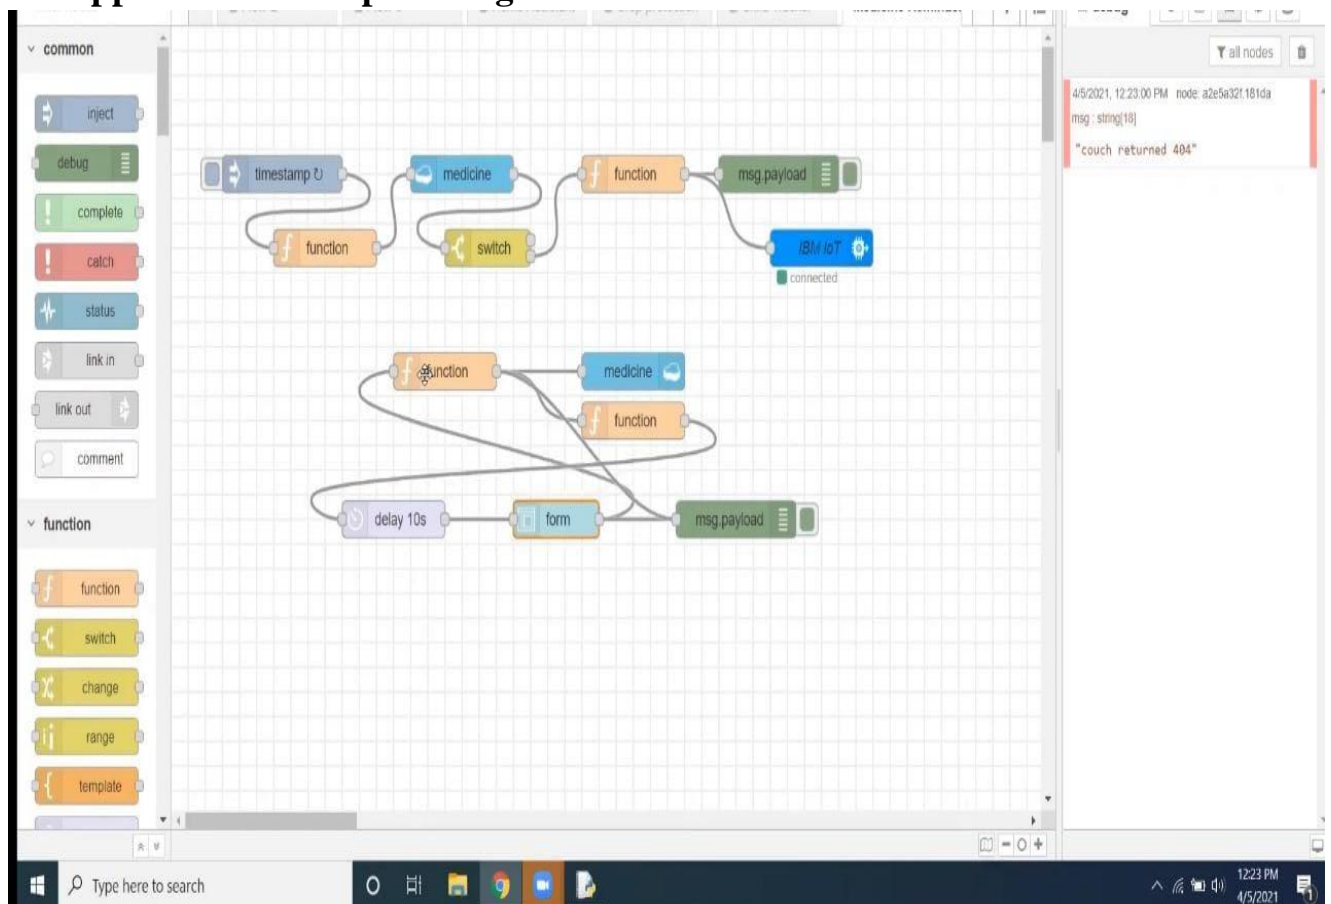 common
inject
debug
complete
catch
status
link in
link out
comment
function
function
switch
change
range
template
timestamp ↻
medicine
function
msg.payload
function
switch
IBM IoT
connected
function
medicine
function
delay 10s
form
msg.payload
all nodes
4/5/2021, 12:23:00 PM node: a2e5a32f.181da
msg : string[18]
"couch returned 404"
Type here to search
12:23 PM
4/5/2021
1